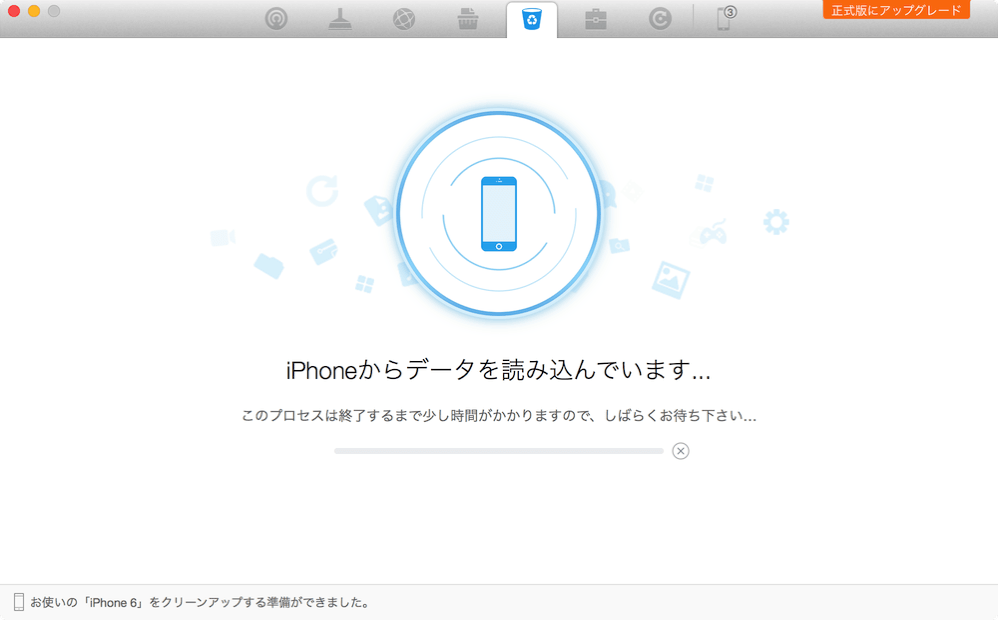 ③
正式版にアップグレード
iPhoneからデータを読み込んでいます...
このプロセスは終了するまで少し時間がかかりますので、しばらくお待ち下さい...
お使いの「iPhone 6」をクリーンアップする準備ができました。